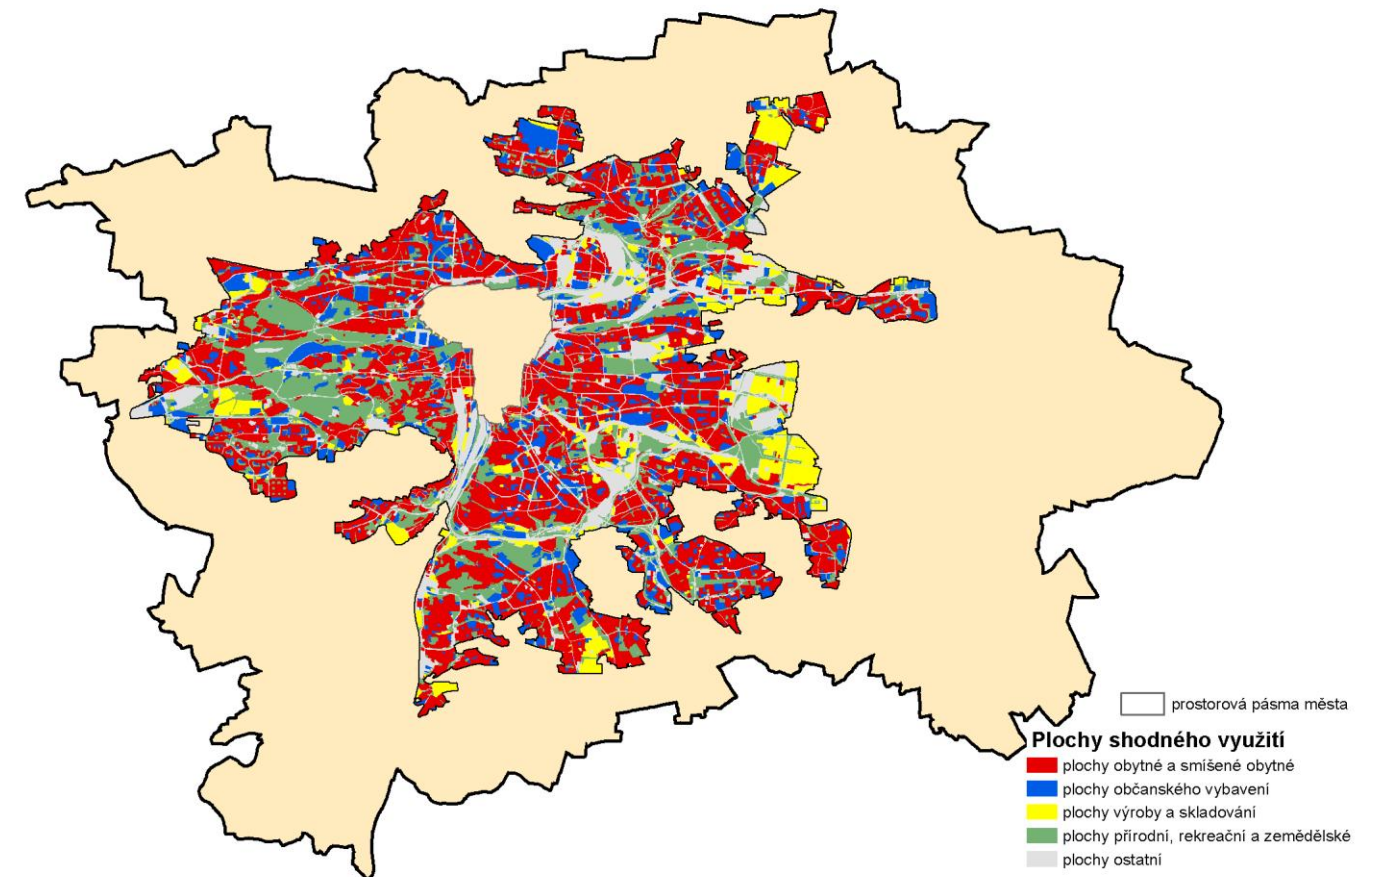 prostorová pásma města
Plochy shodného využití
plochy obytné a smíšené obytné
plochy občanského vybavení
plochy výroby a skladování
plochy přírodní, rekreační a zemědělské
plochy ostatní